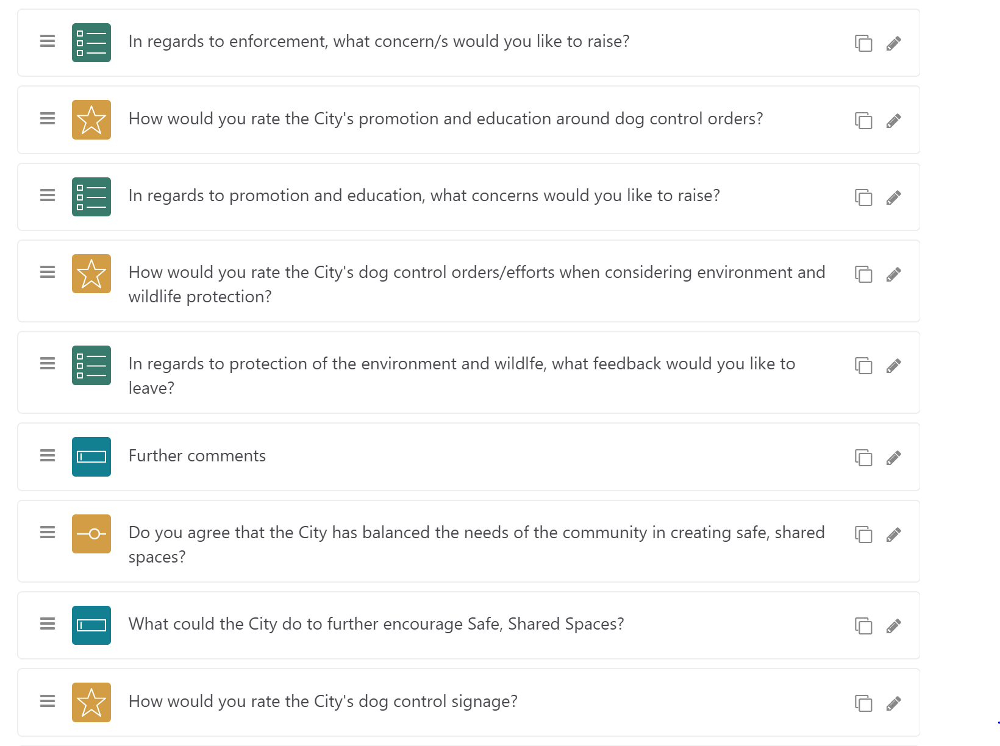 In regards to enforcement, what concern/s would you like to raise?
How would you rate the City's promotion and education around dog control orders?
In regards to promotion and education, what concerns would you like to raise?
How would you rate the City's dog control orders/efforts when considering environment and
wildlife protection?
In regards to protection of the environment and wildlfe, what feedback would you like to
leave?
Further comments
Do you agree that the City has balanced the needs of the community in creating safe, shared
spaces?
What could the City do to further encourage Safe, Shared Spaces?
How would you rate the City's dog control signage?